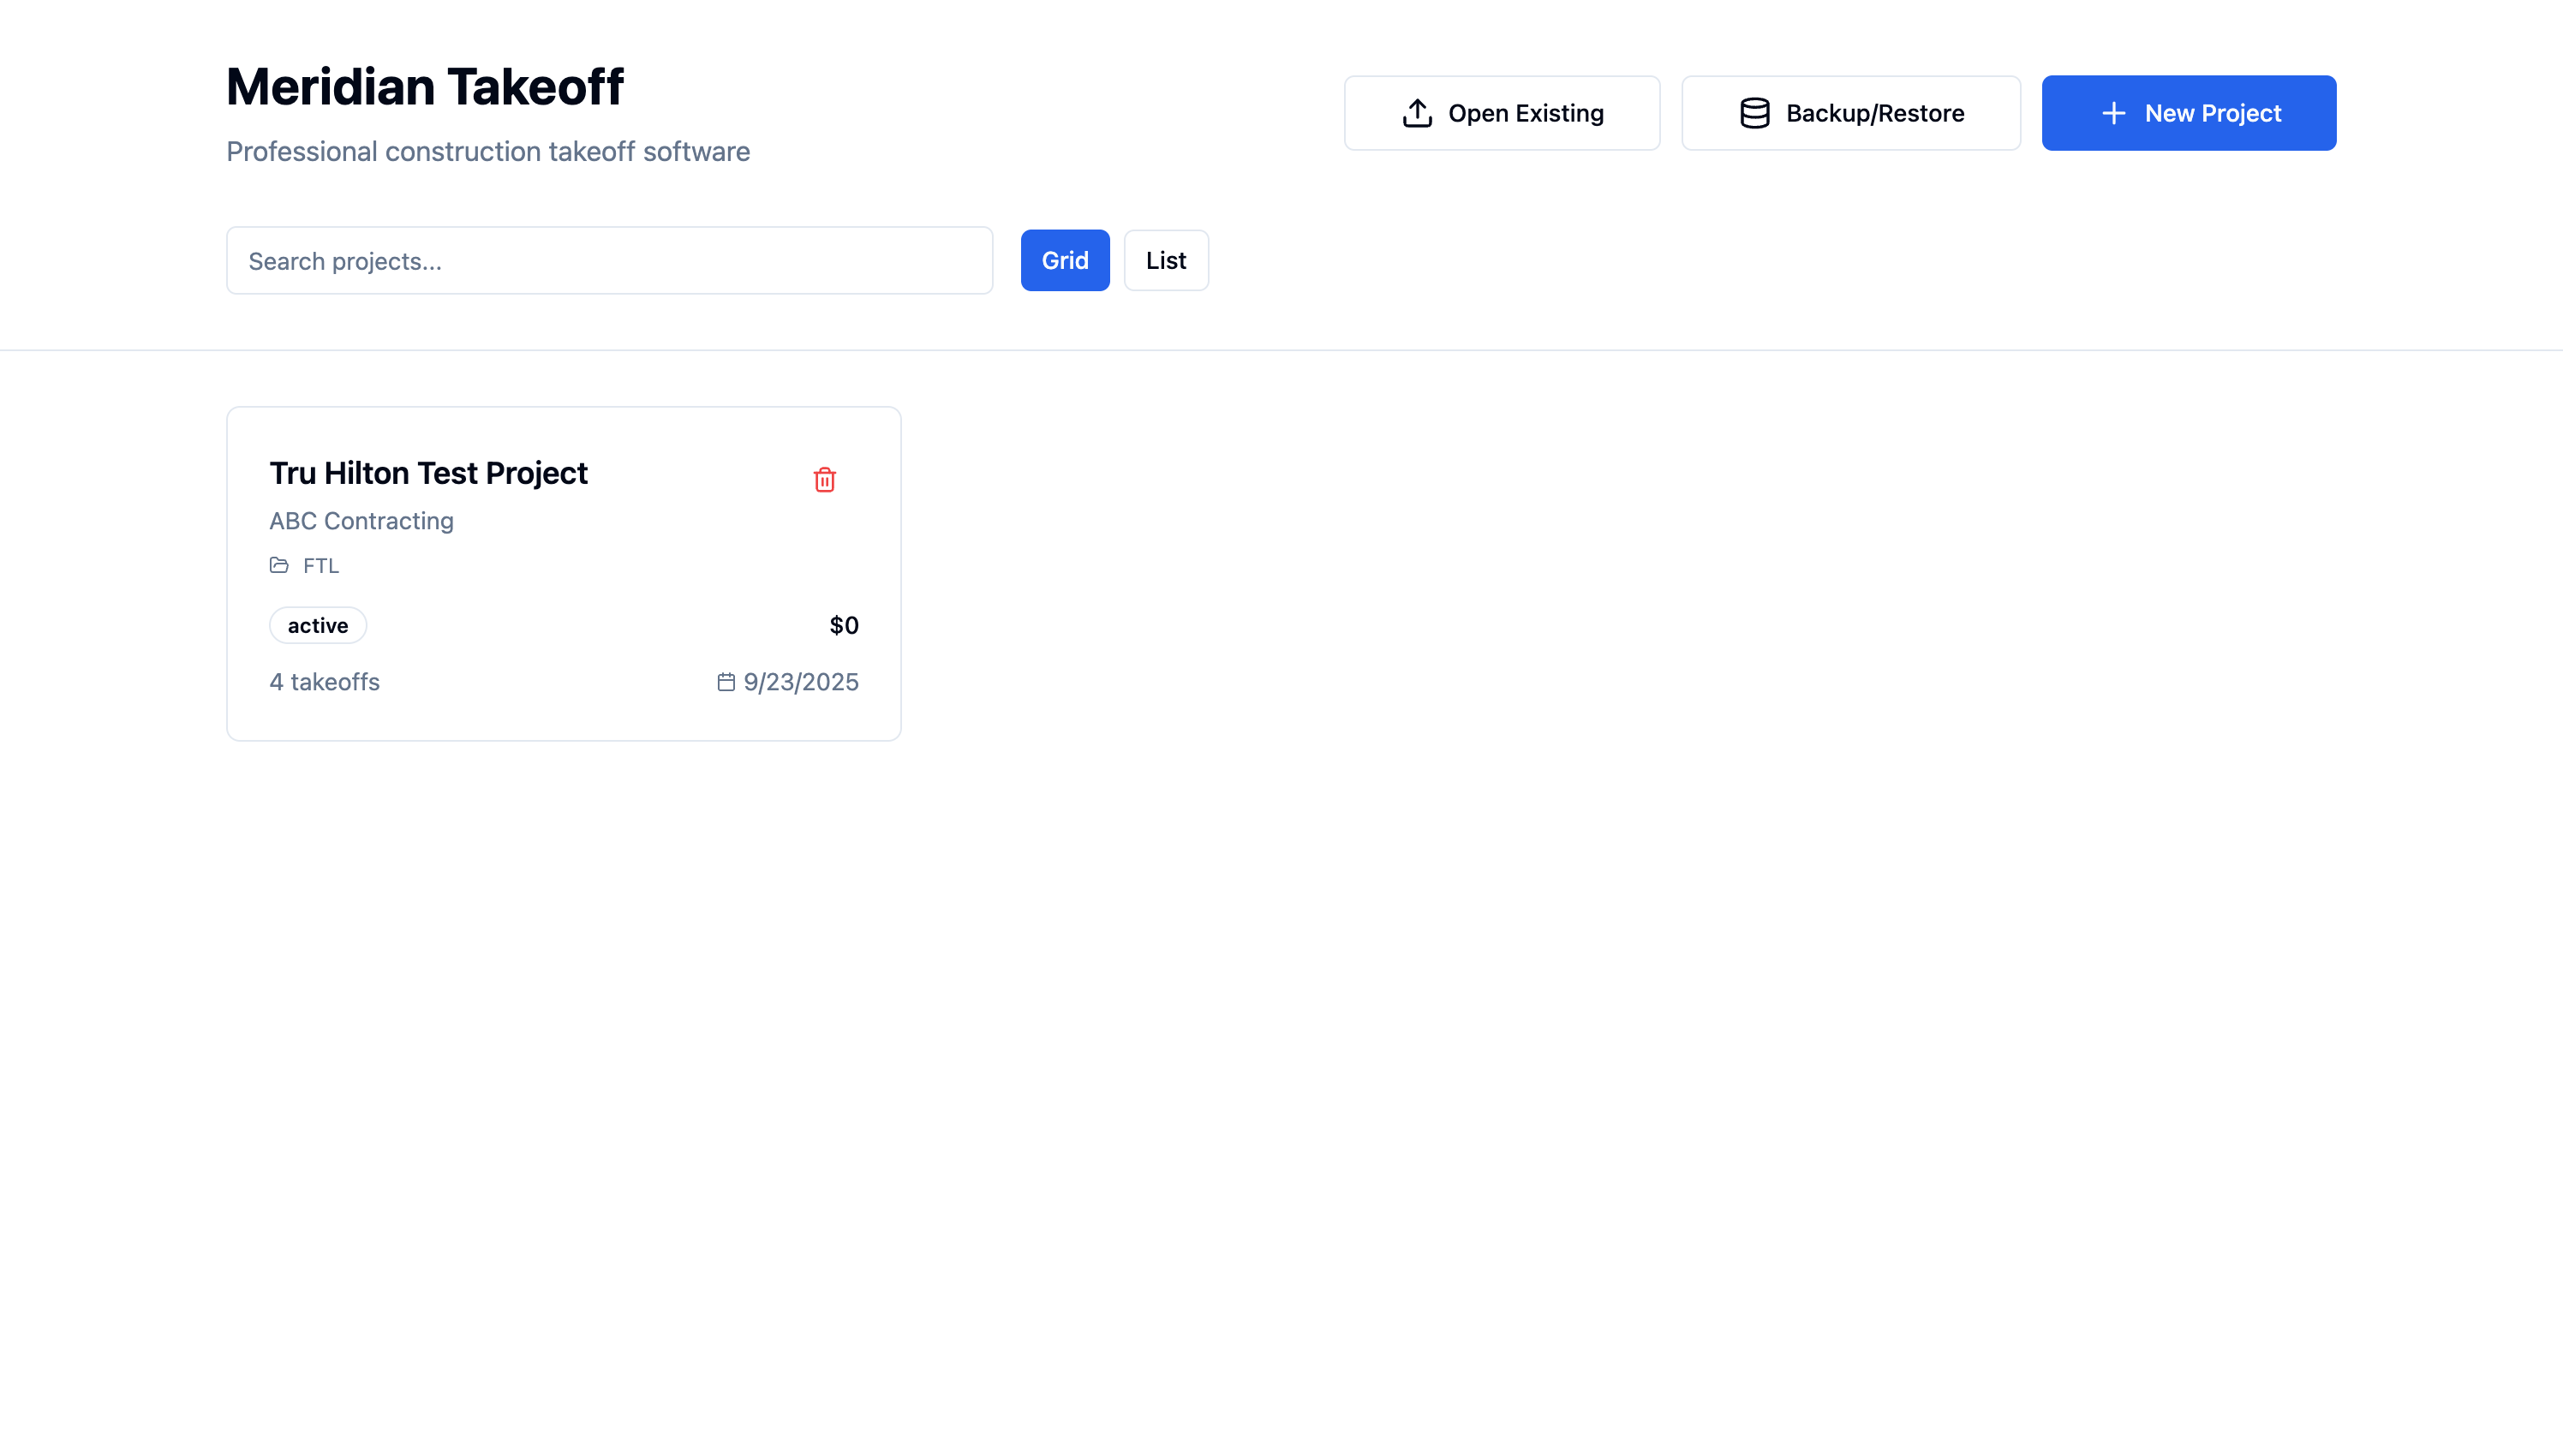 Meridian Takeoff
Professional construction takeoff software
Open Existing
Backup/Restore
New Project
Search projects...
Grid
List
Tru Hilton Test Project
ABC Contracting
FTL
active
$0
4 takeoffs
9/23/2025